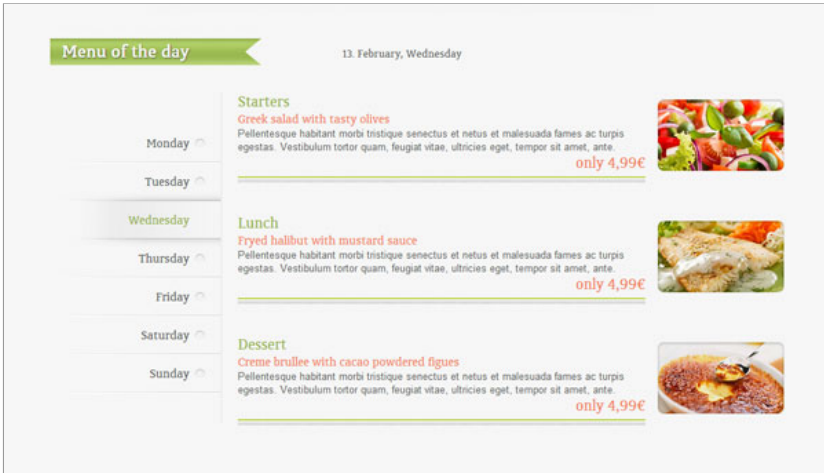 Menu of the day
13. February, Wednesday
Monday
Tuesday
Wednesday
Thursday
Friday
Saturday
Sunday
Starters
Greek salad with tasty olives
Pellentesque habitant morbi tristique senectus et netus et malesuada fames ac turpis
egestas. Vestibulum tortor quam, feugiat vitae, ultricies eget, tempor sit amet, ante.
only 4,99€
Lunch
Fryed halibut with mustard sauce
Pellentesque habitant morbi tristique senectus et netus et malesuada fames ac turpis
egestas. Vestibulum tortor quam, feugiat vitae, ultricies eget, tempor sit amet, ante.
only 4,99€
Dessert
Creme brullee with cacao powdered figues
Pellentesque habitant morbi tristique senectus et netus et malesuada fames ac turpis
egestas. Vestibulum tortor quam, feugiat vitae, ultricies eget, tempor sit amet, ante.
only 4,99€